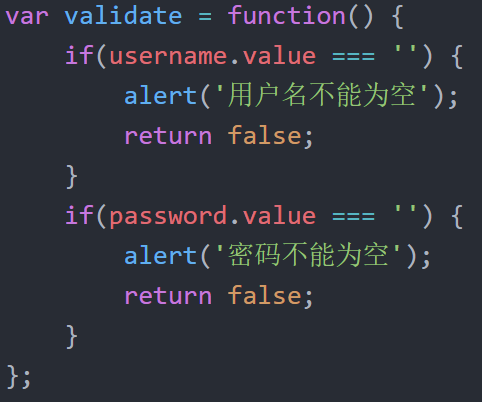 var validate = function() {
    if(username.value === '') {
        alert('用户名不能为空');
        return false;
    }
    if(password.value === '') {
        alert('密码不能为空');
        return false;
    }
};